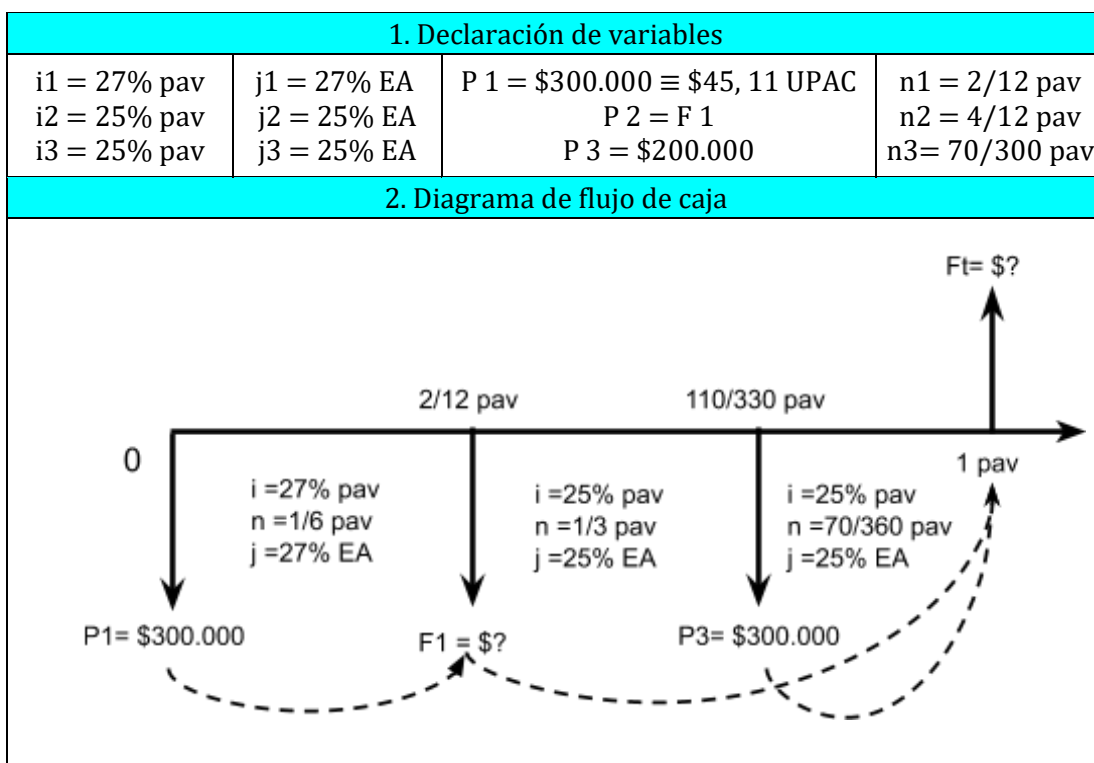 1. Declaración de variables
i1 = 27% pav
i2 = 25% pav
i3 = 25% pav
j1 = 27% EA
j2 = 25% EA
j3 = 25% EA
P 1 = $300.000 ≡ $45, 11 UPAC
P 2 = F 1
P 3 = $200.000
n1 = 2/12 pav
n2 = 4/12 pav
n3= 70/300 pav
2. Diagrama de flujo de caja
Ft= $?
2/12 pav
110/330 pav
0
1 pav
i =27% pav
n =1/6 pav
j =27% EA
i =25% pav
n =1/3 pav
j =25% EA
i =25% pav
n =70/360 pav
j =25% EA
P1= $300.000
F1 = $?
P3= $300.000